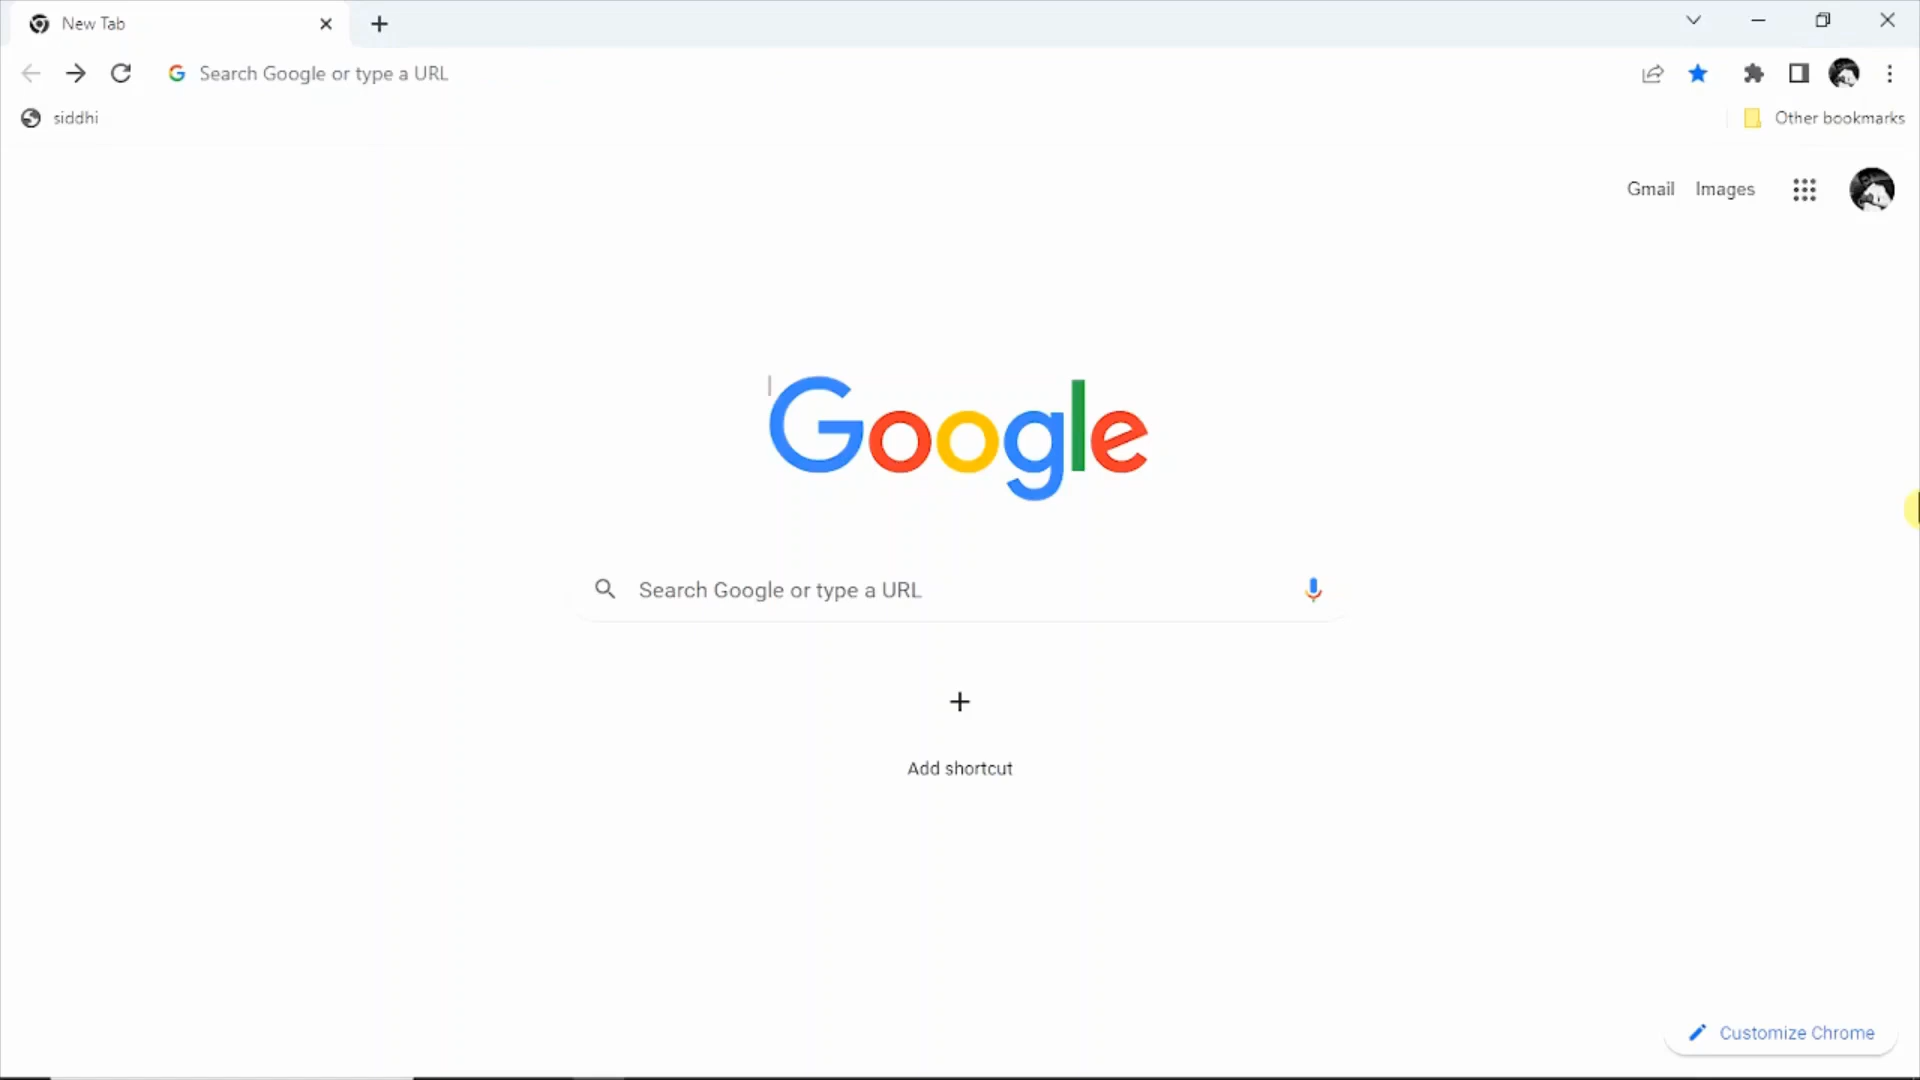 New Tab
Search Google or type a URL
siddhi
Other bookmarks
Gmail Images
Google
Search Google or type a URL
Add shortcut
Customize Chrome